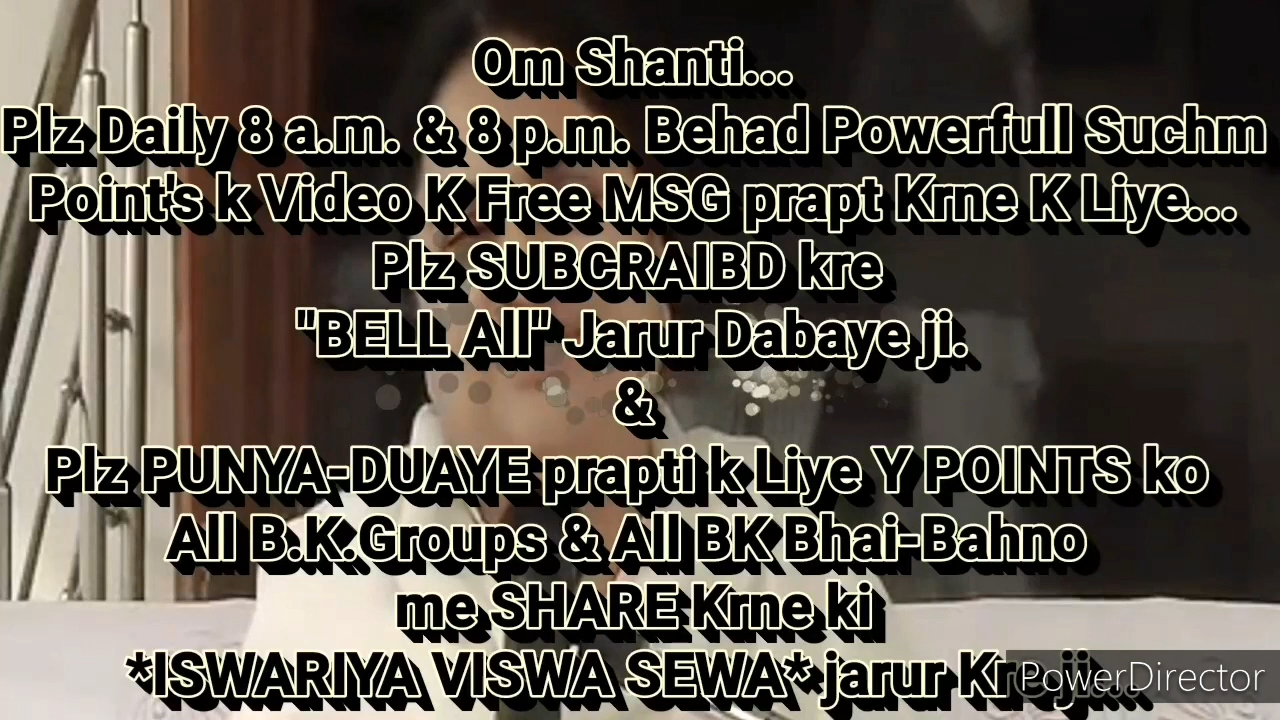 Om Shanti...
Plz Daily 8 a.m. & 8 p.m. Behad Powerfull Suchm
Point's k Video K Free MSG prapt Krne K Liye...
Plz SUBCRAIBD kre
"BELL All" Jarur Dabaye ji.
&
Plz PUNYA-DUAYE prapti k Liye Y POINTS ko
All B.K.Groups & All BK Bhai-Bahno
me SHARE Krne ki
*ISWARIYA VISWA SEWA* jarur Kre ji...
PowerDirector